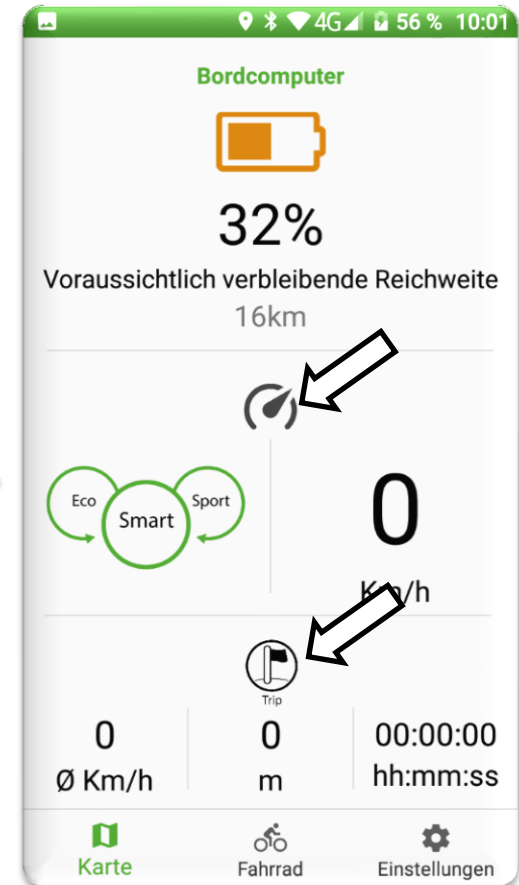 4G 56 % 10:01
Bordcomputer
32%
Voraussichtlich verbleibende Reichweite
16km
Eco Smart Sport
0
Km/h
Trip
0 0 00:00:00
Ø Km/h m hh:mm:ss
Karte Fahrrad Einstellungen